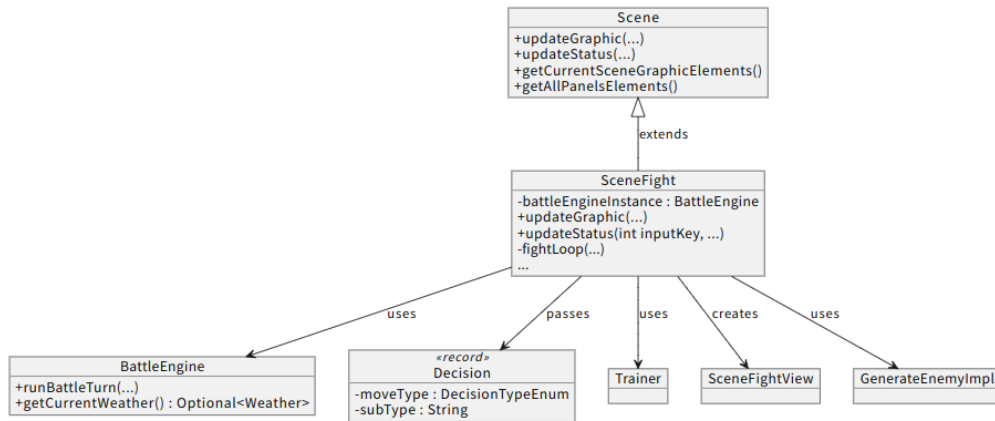 Scene
+updateGraphic(...)
+updateStatus(...)
+getCurrentSceneGraphicElements()
+getAllPanelsElements()
extends
SceneFight
-battleEngineInstance : BattleEngine
+updateGraphic(...)
+updateStatus(int inputKey, ...)
-fightLoop(...)
...
uses
passes
uses
creates
uses
BattleEngine
+runBattleTurn(...)
+getCurrentWeather() : Optional<Weather>
«record»
Decision
-moveType : DecisionTypeEnum
-subType : String
Trainer
SceneFightView
GenerateEnemyImpl